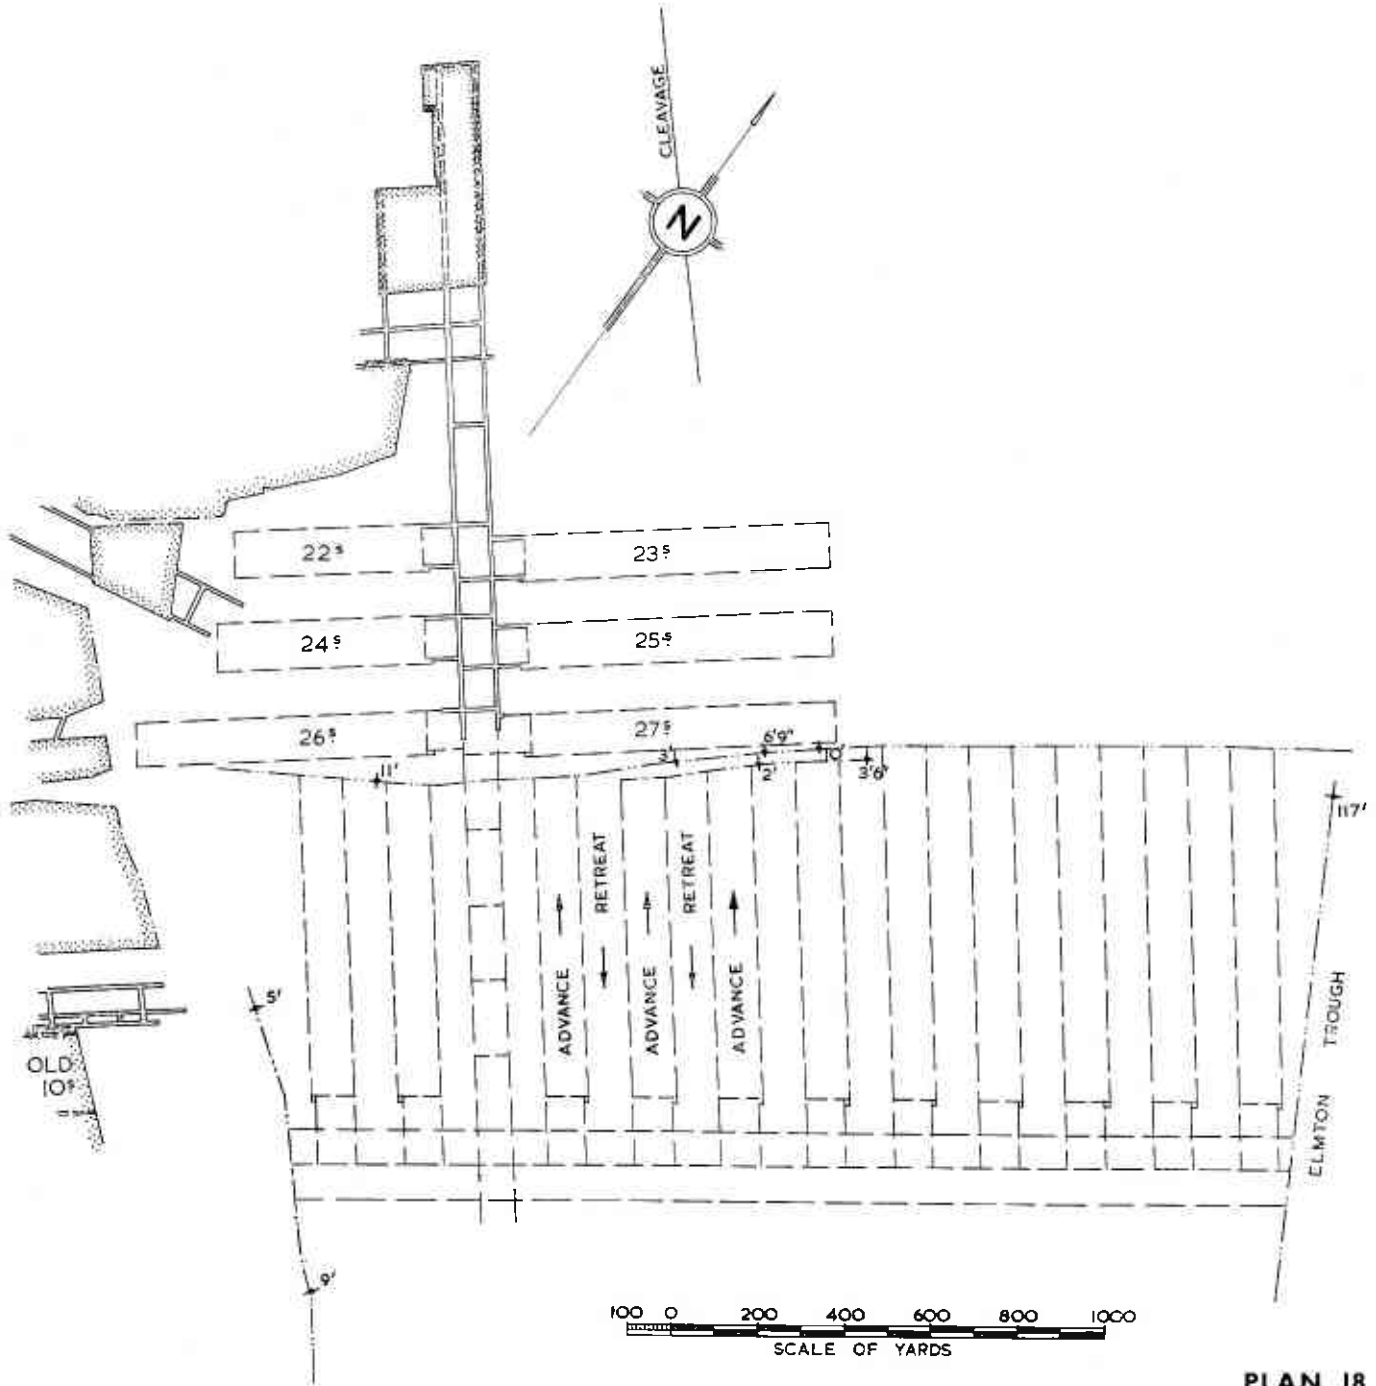 CLEAVAGE
N
22ˢ
23ˢ
24ˢ
25ˢ
26ˢ
27ˢ
6'9"
3'
O'
11'
2'
3'6"
117'
RETREAT
RETREAT
ADVANCE
ADVANCE
ADVANCE
5'
OLD
10ˢ
ELMTON TROUGH
9'
100 0 200 400 600 800 1000
SCALE OF YARDS
PLAN 18